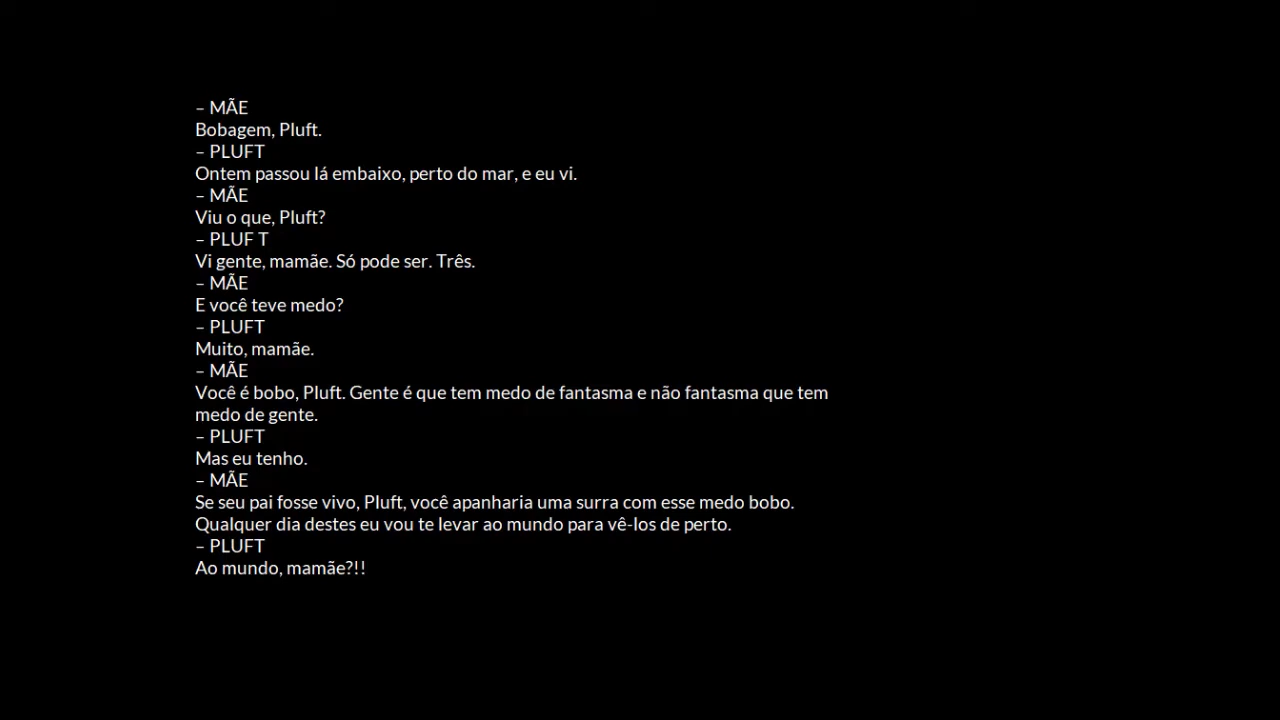 – MÃE
Bobagem, Pluft.
– PLUFT
Ontem passou lá embaixo, perto do mar, e eu vi.
– MÃE
Viu o que, Pluft?
– PLUF T
Vi gente, mamãe. Só pode ser. Três.
– MÃE
E você teve medo?
– PLUFT
Muito, mamãe.
– MÃE
Você é bobo, Pluft. Gente é que tem medo de fantasma e não fantasma que tem
medo de gente.
– PLUFT
Mas eu tenho.
– MÃE
Se seu pai fosse vivo, Pluft, você apanharia uma surra com esse medo bobo.
Qualquer dia destes eu vou te levar ao mundo para vê-los de perto.
– PLUFT
Ao mundo, mamãe?!!